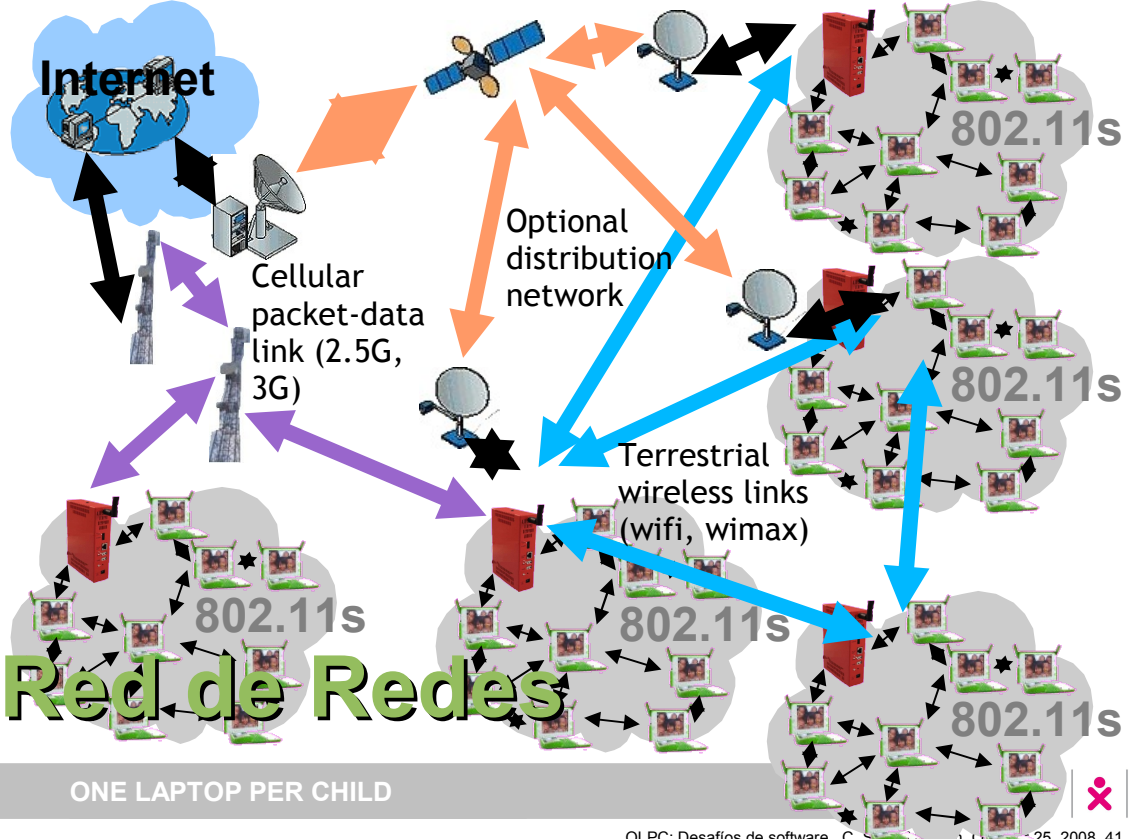 Internet
802.11s
Optional
distribution
network
Cellular
packet-data
link (2.5G,
3G)
802.11s
Terrestrial
wireless links
(wifi, wimax)
802.11s
802.11s
802.11s
Red de Redes
ONE LAPTOP PER CHILD
OLPC: Desafíos de software, C. 25, 2008, 41